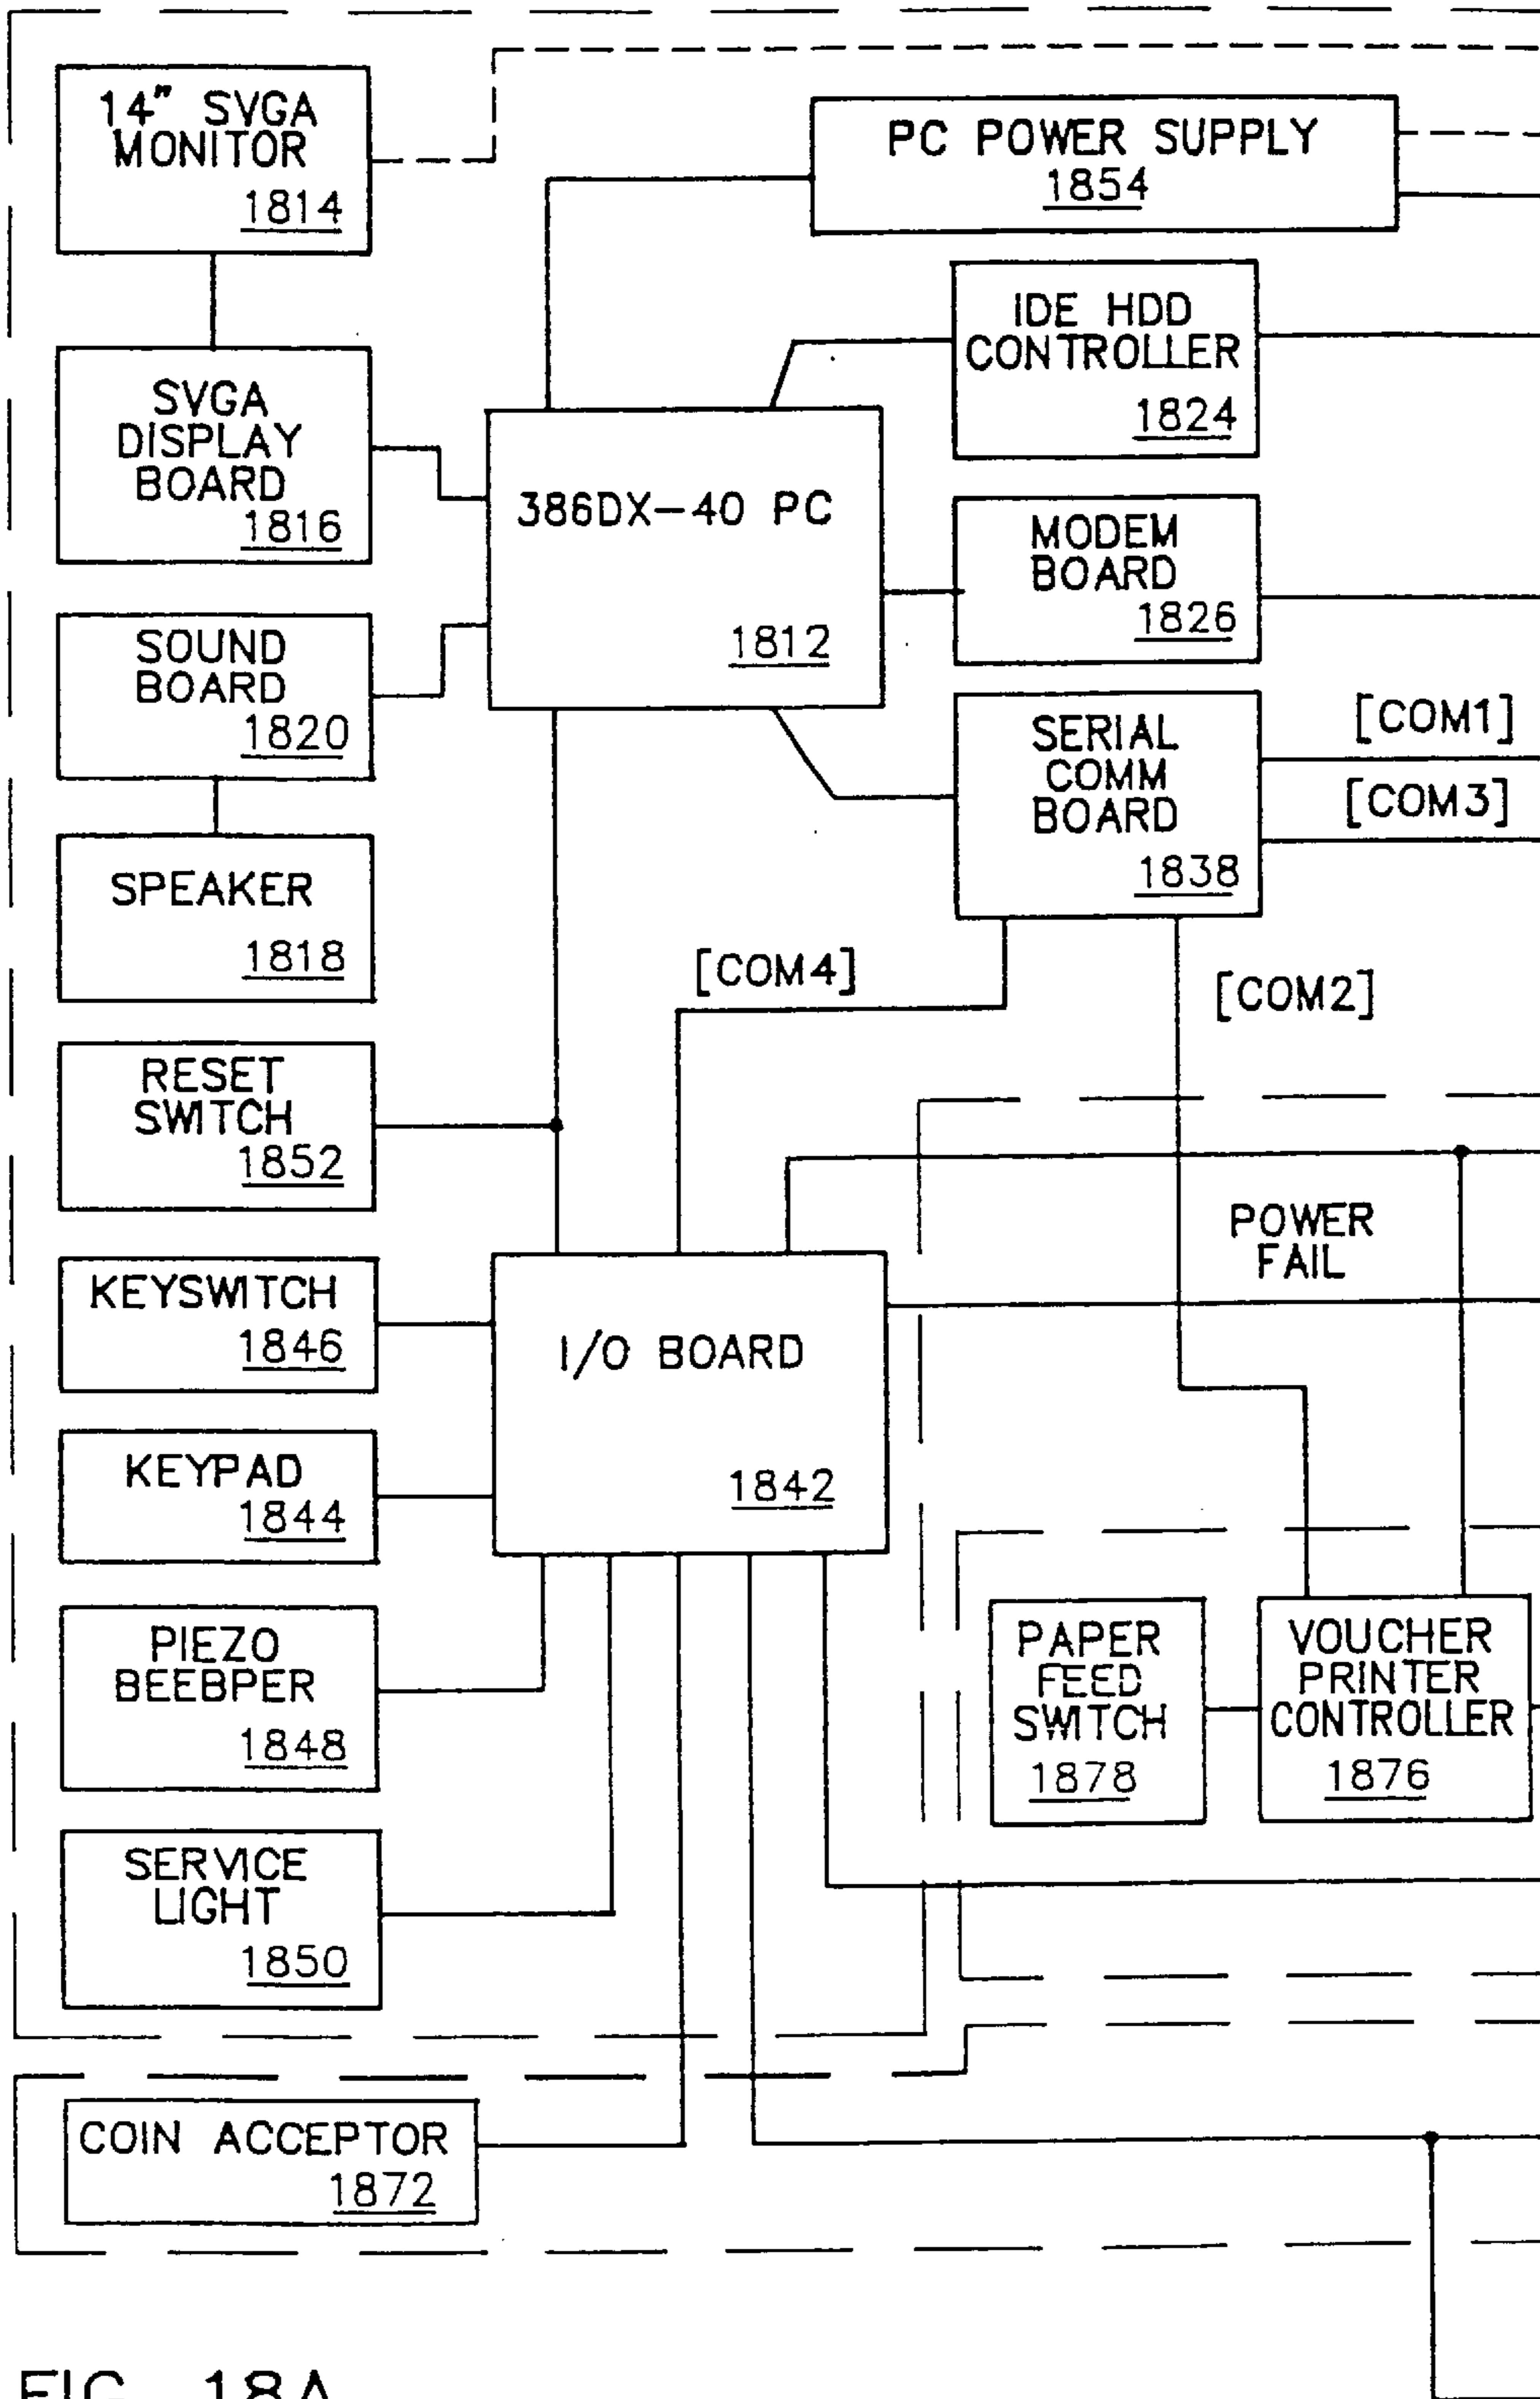 14" SVGA
MONITOR
1814
PC POWER SUPPLY
1854
IDE HDD
CONTROLLER
1824
SVGA
DISPLAY
BOARD
1816
386DX-40 PC
1812
MODEM
BOARD
1826
SOUND
BOARD
1820
SERIAL
COMM
BOARD
1838
[COM1]
[COM3]
SPEAKER
1818
[COM4]
[COM2]
RESET
SWITCH
1852
POWER
FAIL
KEYSWITCH
1846
I/O BOARD
1842
KEYPAD
1844
PIEZO
BEEBPER
1848
PAPER
FEED
SWITCH
1878
VOUCHER
PRINTER
CONTROLLER
1876
SERVICE
LIGHT
1850
COIN ACCEPTOR
1872
FIG. 18A